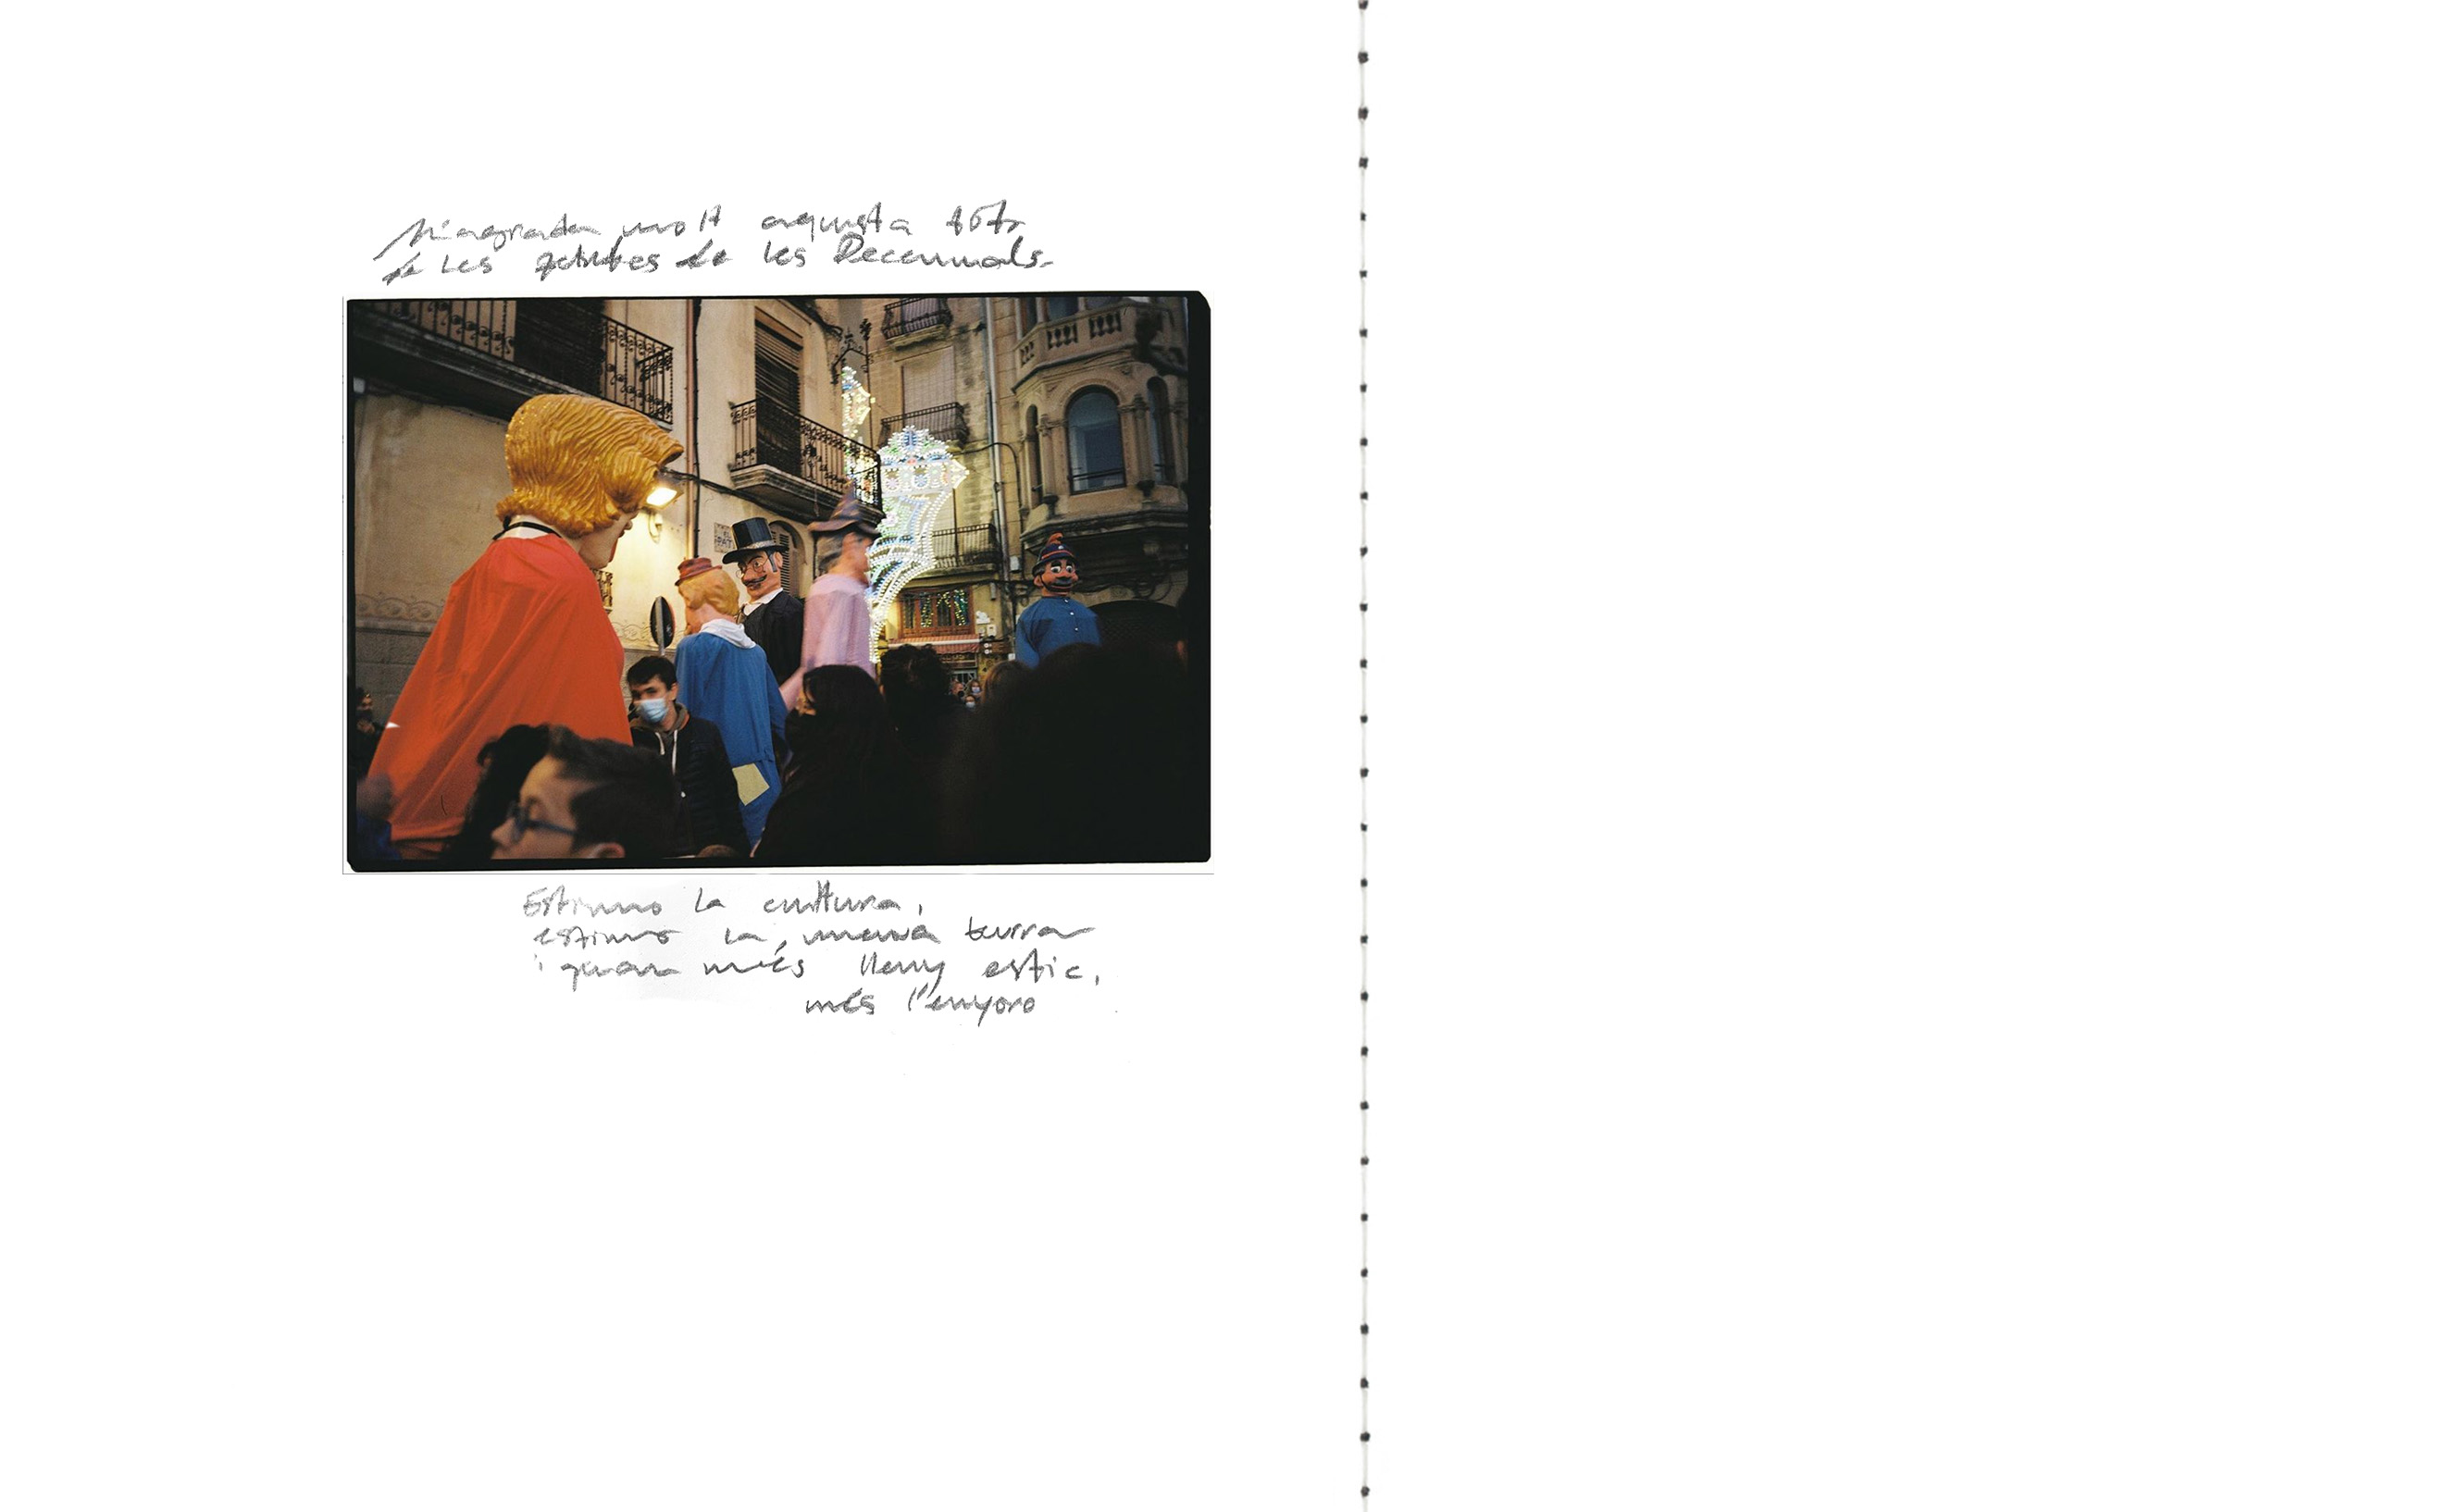 M'agrada molt aquesta foto
de les activitats de les Decennals.
Estimo la cultura,
estimo la meva terra
i quan més lluny estic,
més l'enyoro